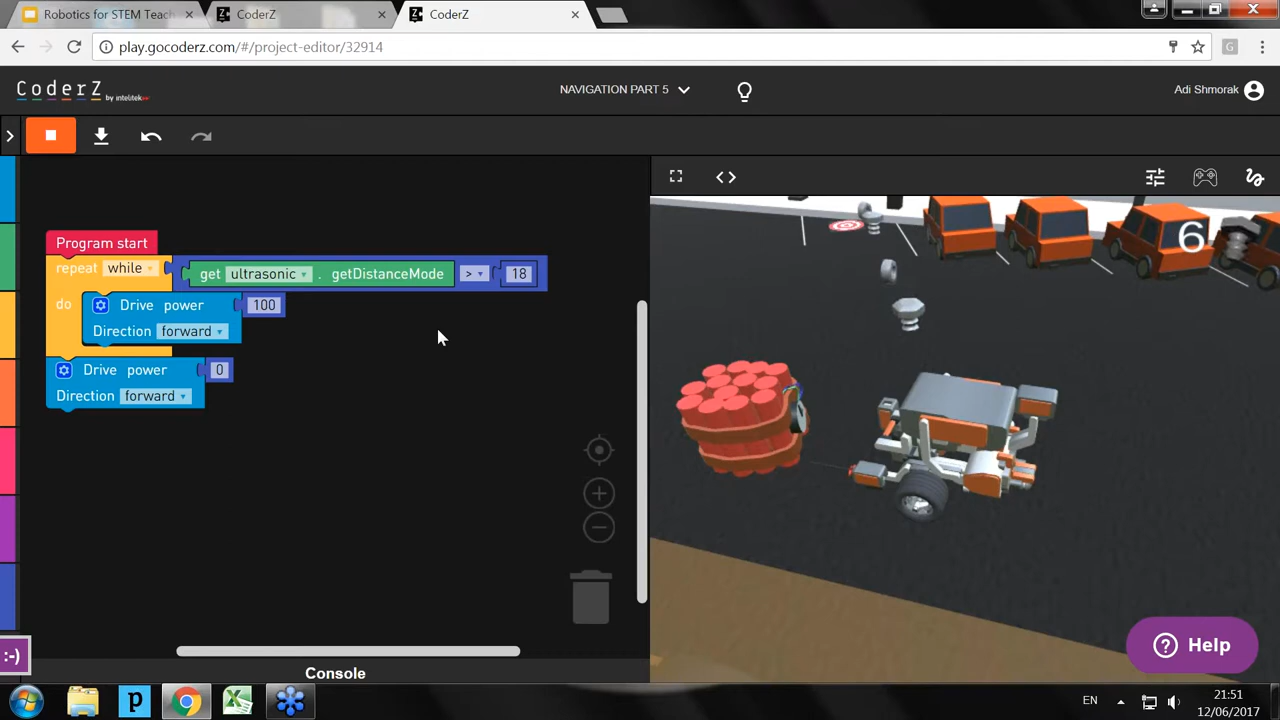 Robotics for STEM Teach
CoderZ
CoderZ
play.gocoderz.com/#/project-editor/32914
G
CoderZ by intelitek
NAVIGATION PART 5
Adi Shmorak
Program start
repeat while get ultrasonic . getDistanceMode > 18
do Drive power 100
Direction forward
Drive power 0
Direction forward
6
:-)
Console
? Help
p
EN
21:51
12/06/2017